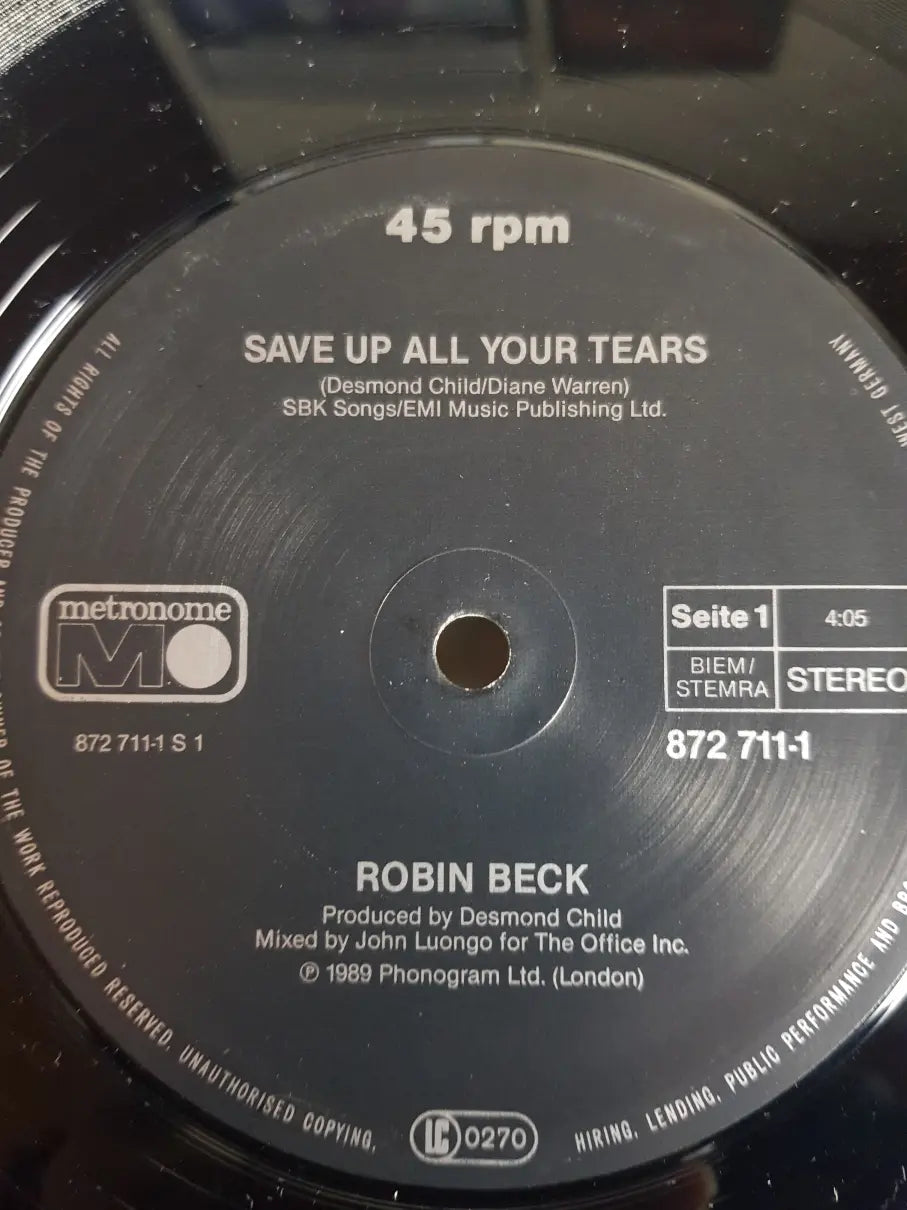 45 rpm
SAVE UP ALL YOUR TEARS
(Desmond Child/Diane Warren)
SBK Songs/EMI Music Publishing Ltd.
metronome
M
872 711-1 S 1
Seite 1
4:05
BIEM/
STEMRA
STEREO
872 711-1
ROBIN BECK
Produced by Desmond Child
Mixed by John Luongo for The Office Inc.
℗ 1989 Phonogram Ltd. (London)
LC 0270
ALL RIGHTS OF THE PRODUCER AND OF THE WORK REPRODUCED RESERVED. UNAUTHORISED COPYING, HIRING, LENDING, PUBLIC PERFORMANCE AND
WEST GERMANY